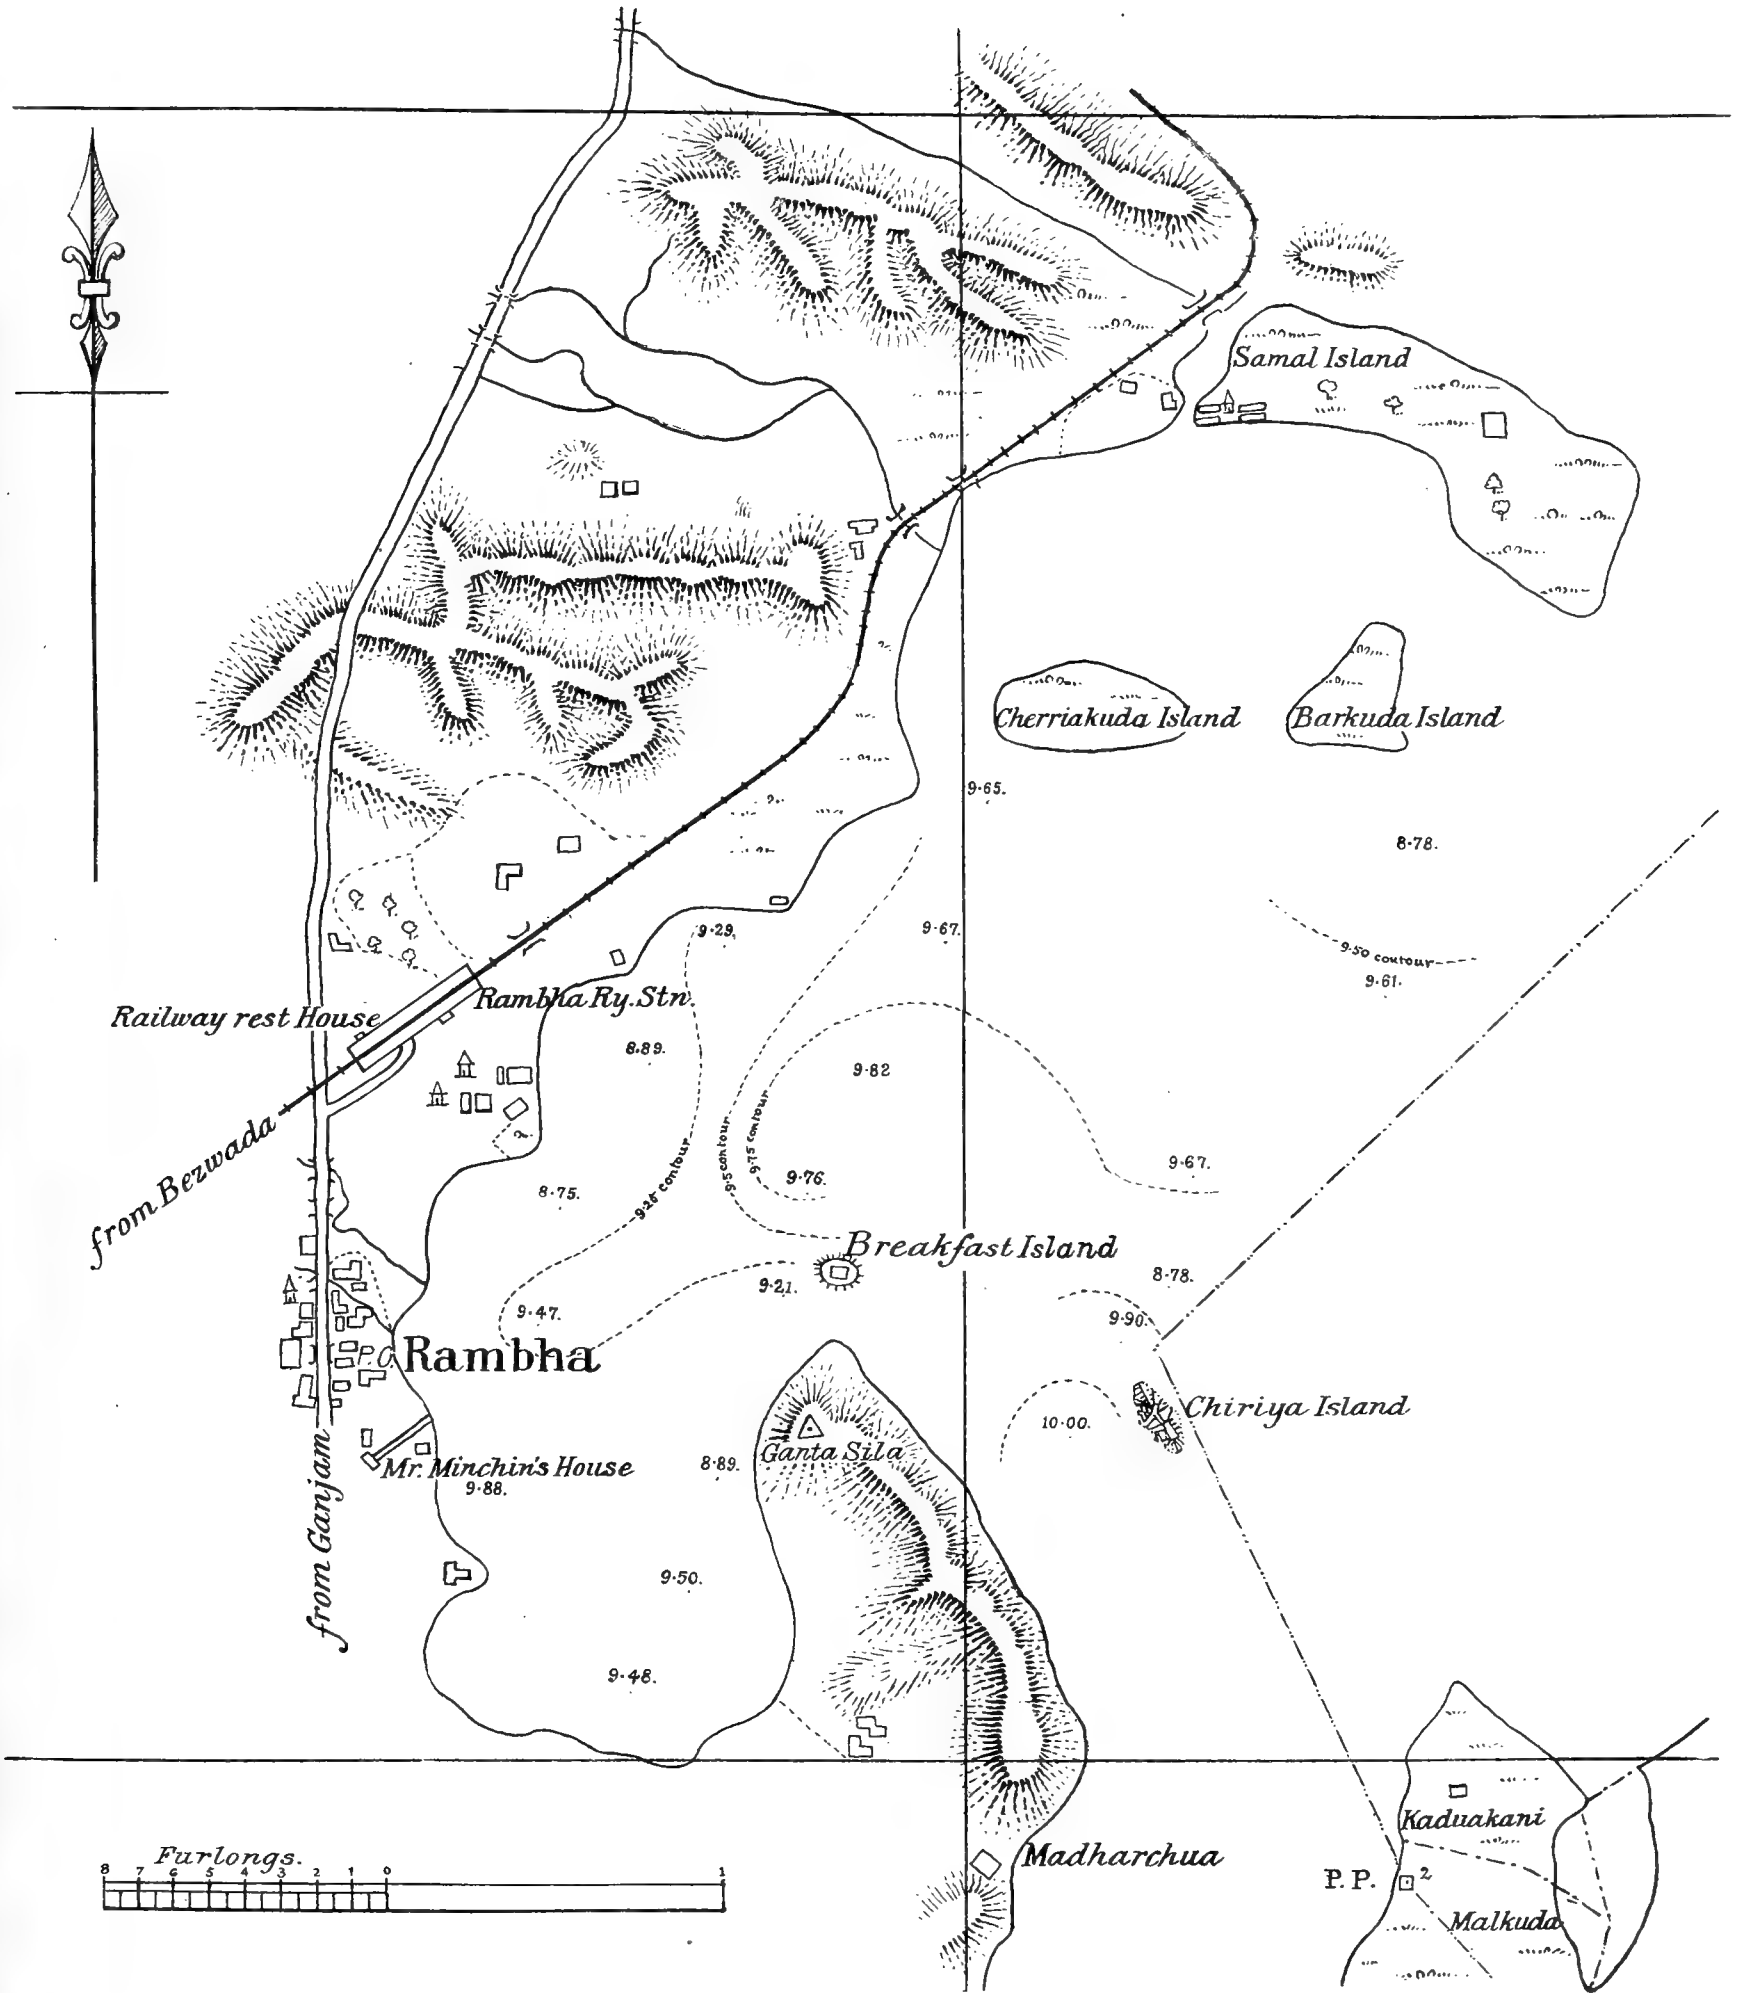 Samal Island
Cherriakuda Island
Barkuda Island
9·65.
8·78.
9·29.
9·67.
9·50 contour
9·61.
Rambha Ry. Stn.
Railway rest House
8·89.
9·82
9·5 contour
9·75 contour
from Bezwada
9·25 contour
9·76.
9·67.
8·75.
Breakfast Island
9·21.
8·78.
9·47.
9·90.
P.O.
Rambha
Chiriya Island
10·00.
Ganta Sila
Mr. Minchin's House
8·89.
9·88.
from Ganjam
9·50.
9·48.
Kaduakani
Madharchua
P. P. 2
Malkuda
Furlongs.
8 7 6 5 4 3 2 1 0 1